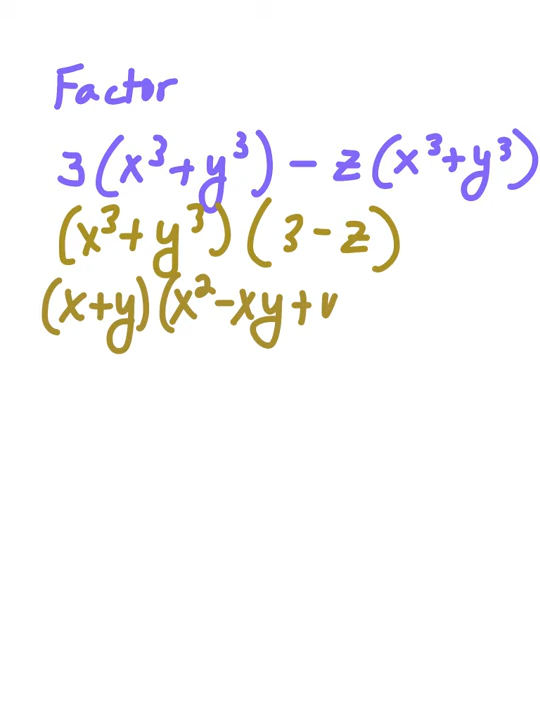 Factor
3(x³+y³) − z(x³+y³)
(x³+y³)(3−z)
(x+y)(x²−xy+